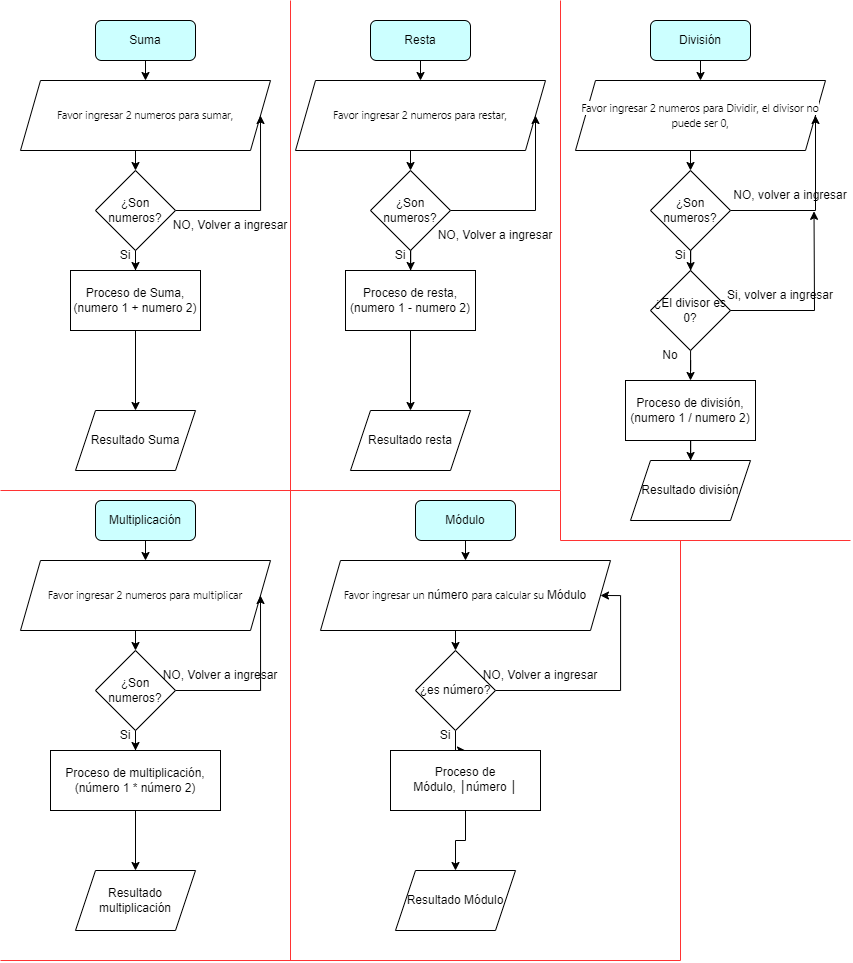 Suma
Favor ingresar 2 numeros para sumar,
¿Son
numeros?
NO, Volver a ingresar
Si
Proceso de Suma,
(numero 1 + numero 2)
Resultado Suma
Resta
Favor ingresar 2 numeros para restar,
¿Son
numeros?
NO, Volver a ingresar
Si
Proceso de resta,
(numero 1 - numero 2)
Resultado resta
División
Favor ingresar 2 numeros para Dividir, el divisor no
puede ser 0,
¿Son
numeros?
NO, volver a ingresar
Si
¿El divisor es
0?
Si, volver a ingresar
No
Proceso de división,
(numero 1 / numero 2)
Resultado división
Multiplicación
Favor ingresar 2 numeros para multiplicar
¿Son
numeros?
NO, Volver a ingresar
Si
Proceso de multiplicación,
(número 1 * número 2)
Resultado
multiplicación
Módulo
Favor ingresar un número para calcular su Módulo
¿es número?
NO, Volver a ingresar
Si
Proceso de
Módulo, │número │
Resultado Módulo